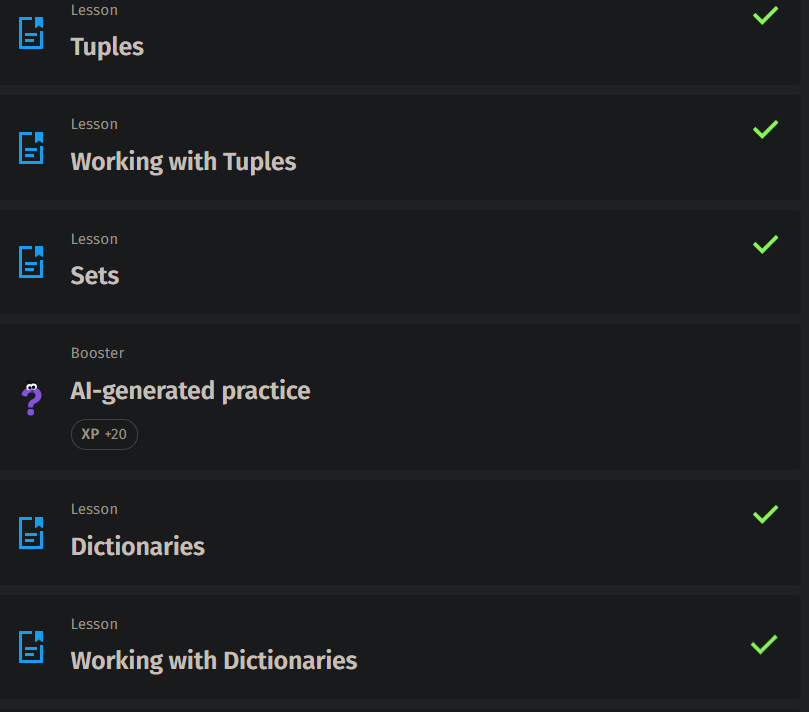 Lesson
Tuples
Lesson
Working with Tuples
Lesson
Sets
Booster
AI-generated practice
XP +20
Lesson
Dictionaries
Lesson
Working with Dictionaries